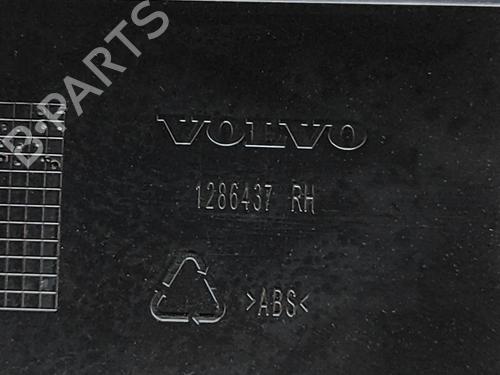 B-PARTS
VOLVO
1286437 RH
>ABS<